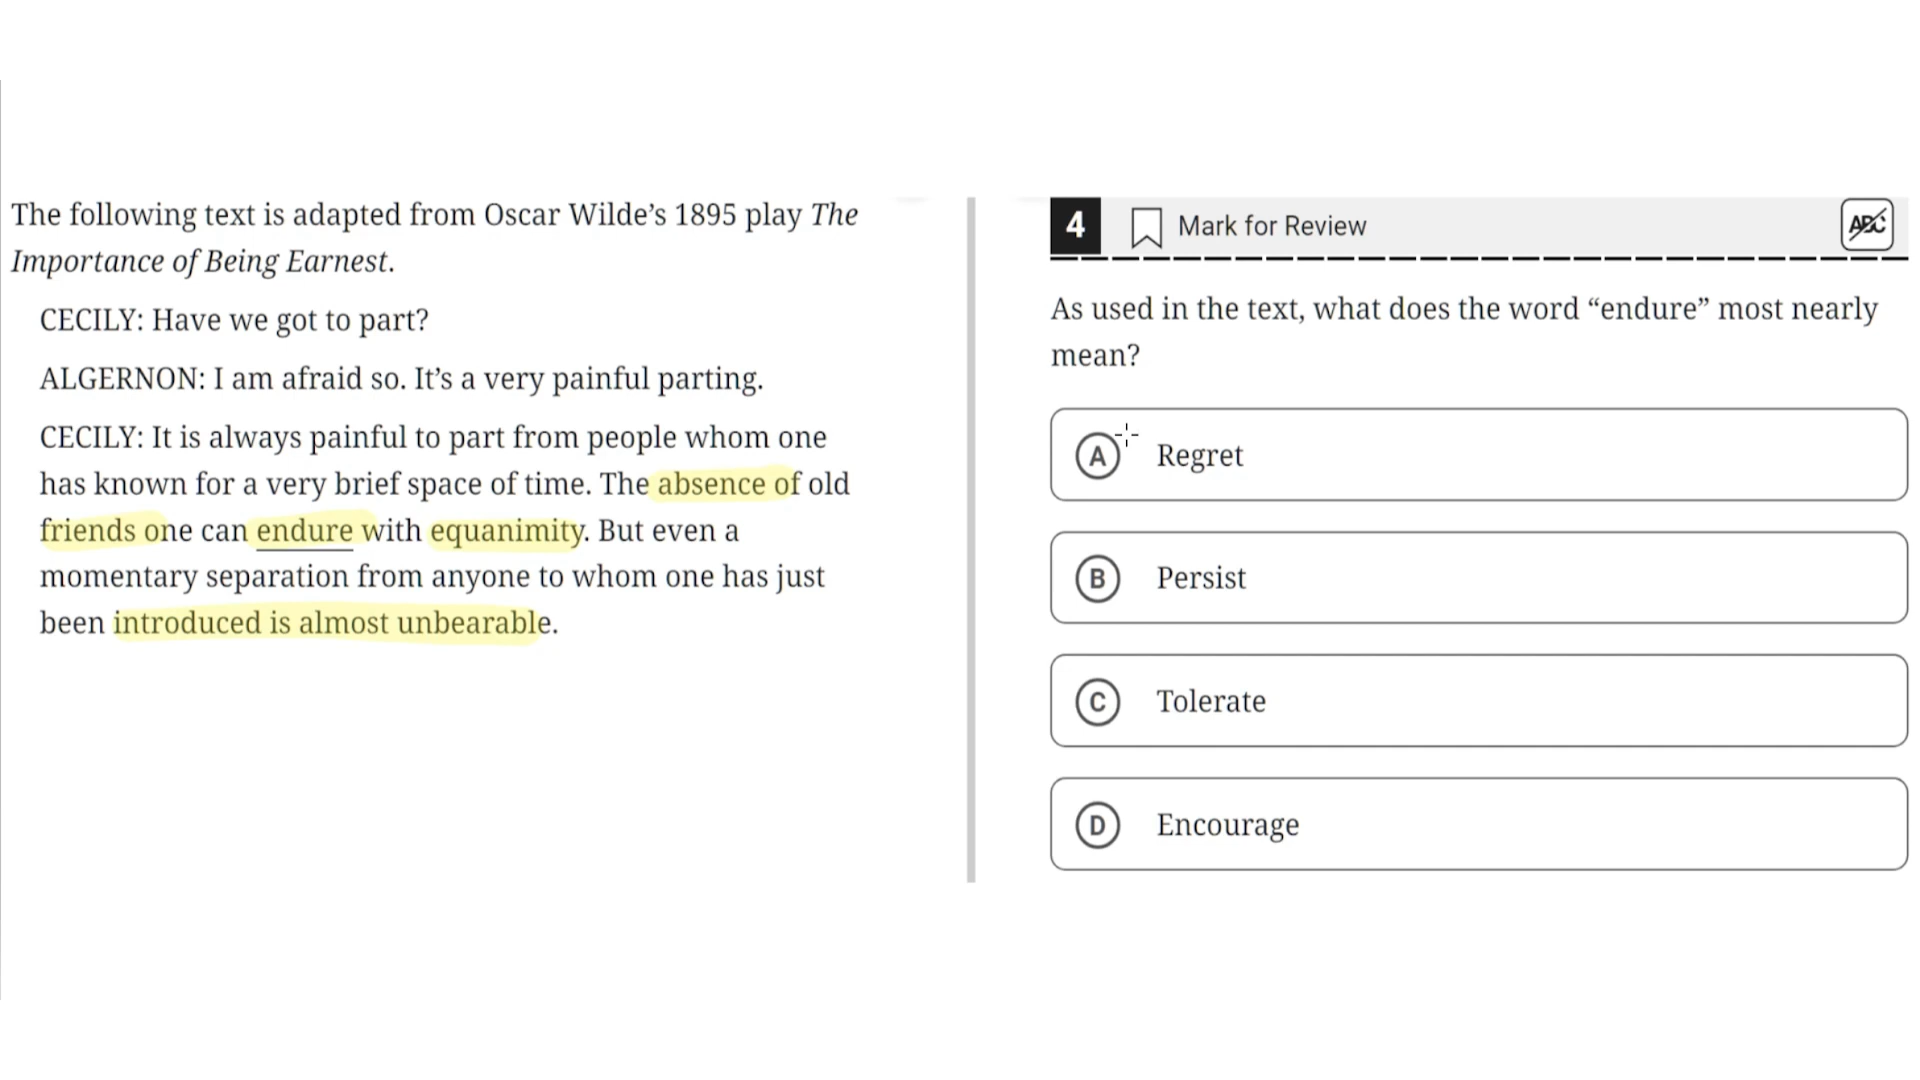 The following text is adapted from Oscar Wilde’s 1895 play The
Importance of Being Earnest.
CECILY: Have we got to part?
ALGERNON: I am afraid so. It’s a very painful parting.
CECILY: It is always painful to part from people whom one
has known for a very brief space of time. The absence of old
friends one can endure with equanimity. But even a
momentary separation from anyone to whom one has just
been introduced is almost unbearable.
4 Mark for Review ABC
As used in the text, what does the word “endure” most nearly
mean?
A Regret
B Persist
C Tolerate
D Encourage